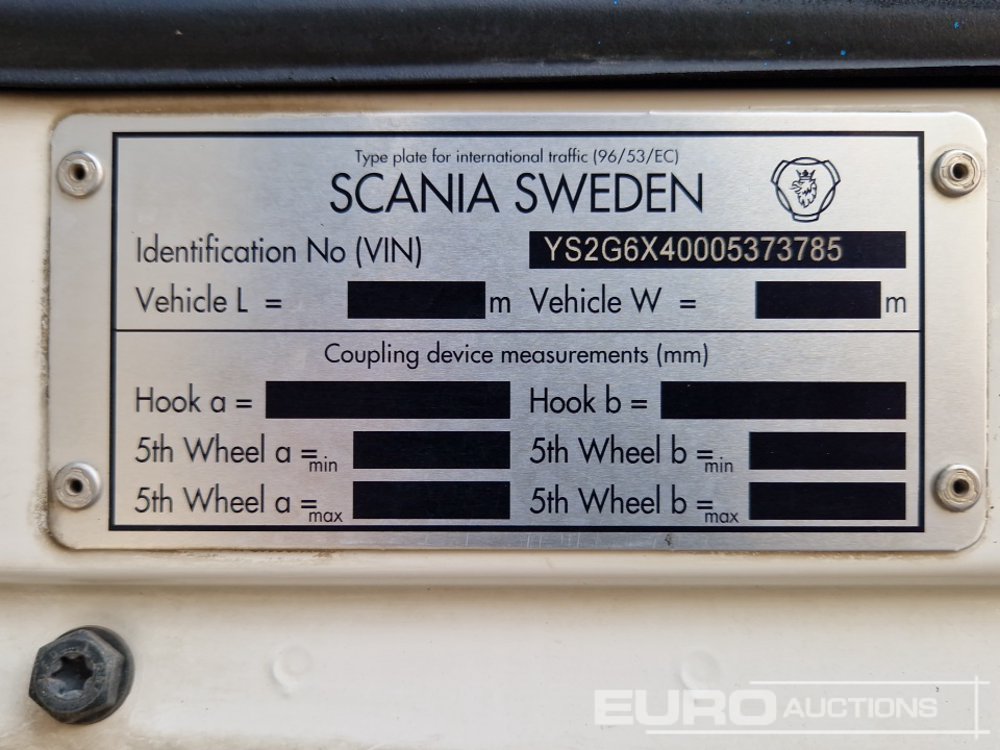 Type plate for international traffic (96/53/EC)
SCANIA SWEDEN
Identification No (VIN) YS2G6X40005373785
Vehicle L = m Vehicle W = m
Coupling device measurements (mm)
Hook a = Hook b =
5th Wheel a =min 5th Wheel b =min
5th Wheel a =max 5th Wheel b =max
EURO AUCTIONS